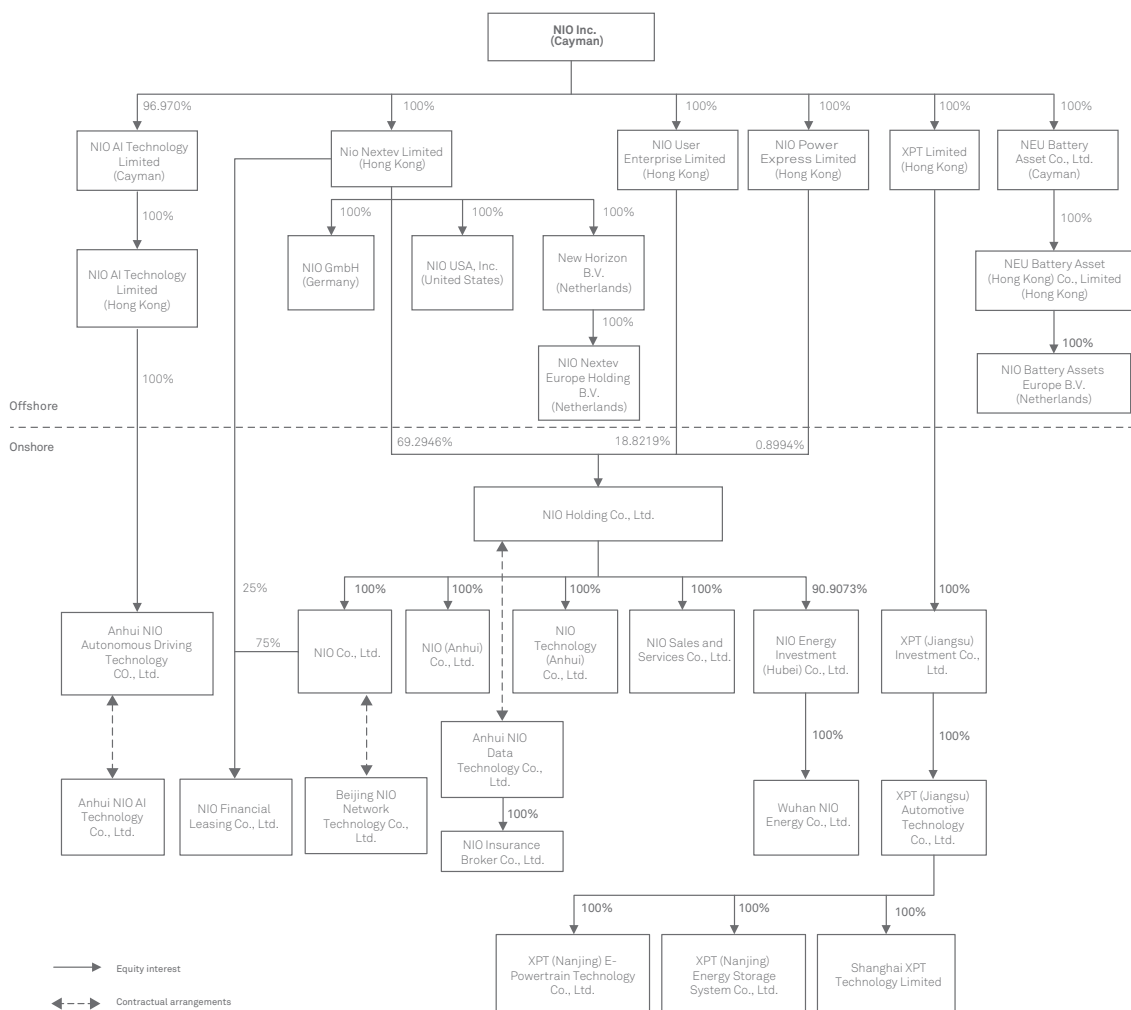 NIO Inc.
(Cayman)
96.970%
100%
100%
100%
100%
100%
NIO AI Technology
Limited
(Cayman)
Nio Nextev Limited
(Hong Kong)
NIO User
Enterprise Limited
(Hong Kong)
NIO Power
Express Limited
(Hong Kong)
XPT Limited
(Hong Kong)
NEU Battery
Asset Co., Ltd.
(Cayman)
100%
100%
100%
100%
100%
NIO AI Technology
Limited
(Hong Kong)
NIO GmbH
(Germany)
NIO USA, Inc.
(United States)
New Horizon
B.V.
(Netherlands)
NEU Battery Asset
(Hong Kong) Co., Limited
(Hong Kong)
100%
100%
100%
NIO Nextev
Europe Holding
B.V.
(Netherlands)
NIO Battery Assets
Europe B.V.
(Netherlands)
Offshore
Onshore
69.2946%
18.8219%
0.8994%
NIO Holding Co., Ltd.
25%
100%
100%
100%
100%
90.9073%
100%
75%
Anhui NIO
Autonomous Driving
Technology
CO., Ltd.
NIO Co., Ltd.
NIO (Anhui)
Co., Ltd.
NIO
Technology
(Anhui)
Co., Ltd.
NIO Sales and
Services Co., Ltd.
NIO Energy
Investment
(Hubei) Co., Ltd.
XPT (Jiangsu)
Investment Co.,
Ltd.
Anhui NIO
Data
Technology Co.,
Ltd.
100%
100%
Anhui NIO AI
Technology
Co., Ltd.
NIO Financial
Leasing Co., Ltd.
Beijing NIO
Network
Technology Co.,
Ltd.
100%
NIO Insurance
Broker Co., Ltd.
Wuhan NIO
Energy Co., Ltd.
XPT (Jiangsu)
Automotive
Technology
Co., Ltd.
100%
100%
100%
XPT (Nanjing) E-
Powertrain Technology
Co., Ltd.
XPT (Nanjing)
Energy Storage
System Co., Ltd.
Shanghai XPT
Technology Limited
Equity interest
Contractual arrangements